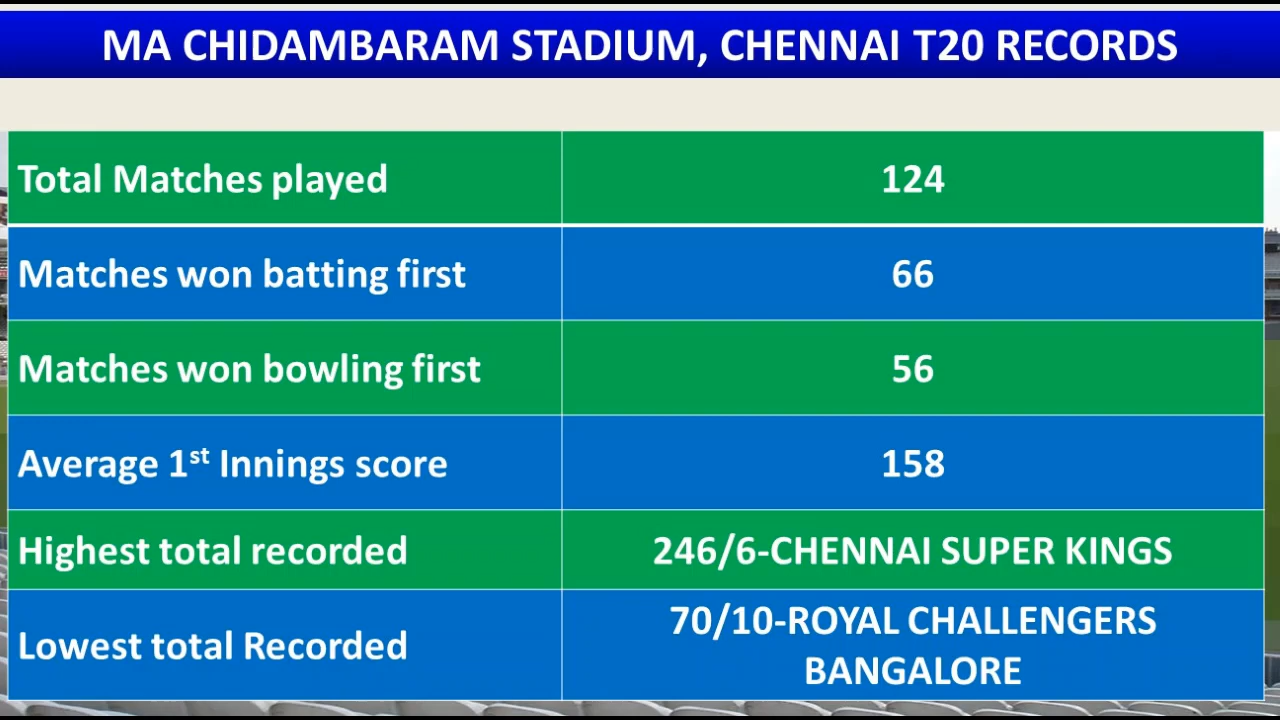 MA CHIDAMBARAM STADIUM, CHENNAI T20 RECORDS
Total Matches played 124
Matches won batting first 66
Matches won bowling first 56
Average 1st Innings score 158
Highest total recorded 246/6-CHENNAI SUPER KINGS
Lowest total Recorded 70/10-ROYAL CHALLENGERS
BANGALORE